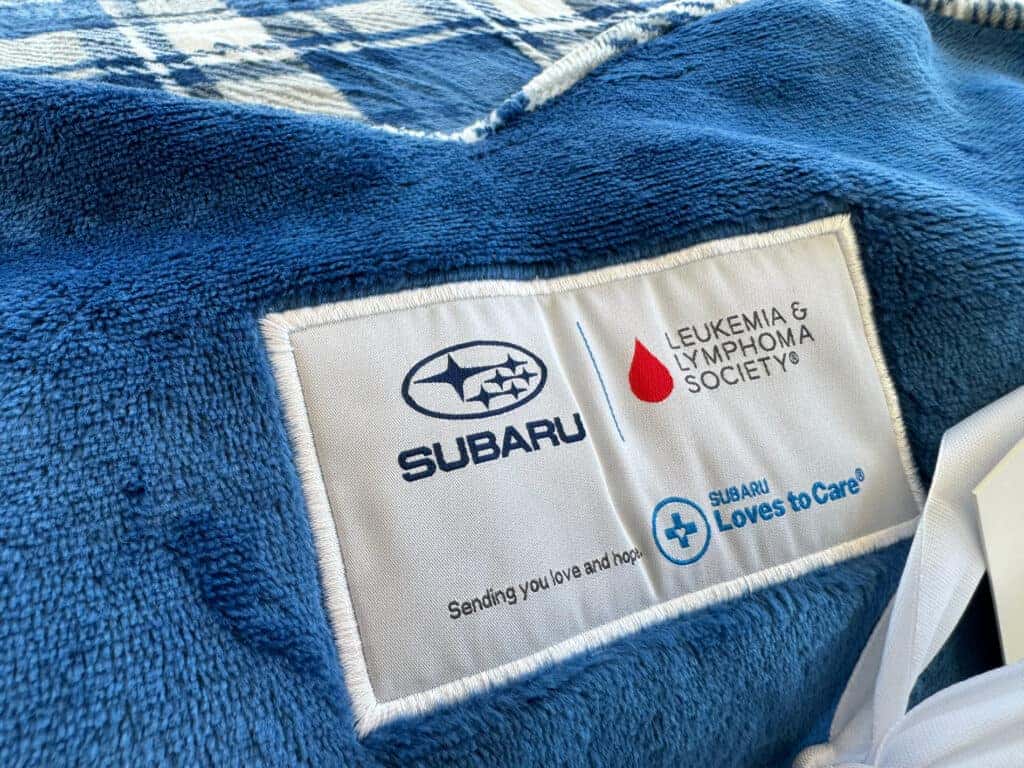 SUBARU
LEUKEMIA &
LYMPHOMA
SOCIETY®
SUBARU
Loves to Care®
Sending you love and hope.